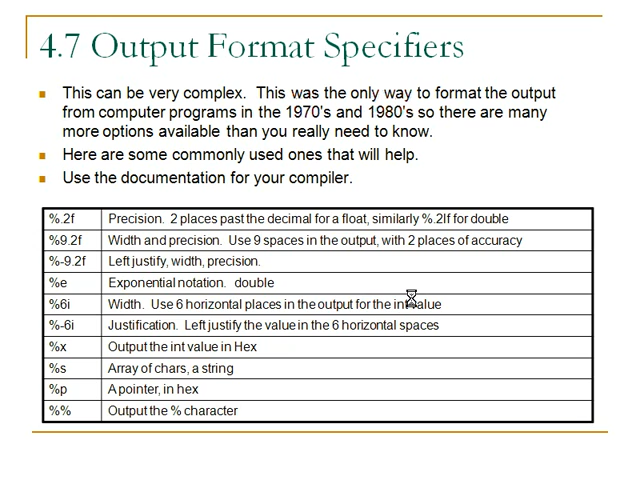 4.7 Output Format Specifiers
This can be very complex. This was the only way to format the output
from computer programs in the 1970's and 1980's so there are many
more options available than you really need to know.
Here are some commonly used ones that will help.
Use the documentation for your compiler.
%.2f Precision. 2 places past the decimal for a float, similarly %.2lf for double
%9.2f Width and precision. Use 9 spaces in the output, with 2 places of accuracy
%-9.2f Left justify, width, precision.
%e Exponential notation. double
%6i Width. Use 6 horizontal places in the output for the int value
%-6i Justification. Left justify the value in the 6 horizontal spaces
%x Output the int value in Hex
%s Array of chars, a string
%p A pointer, in hex
%% Output the % character